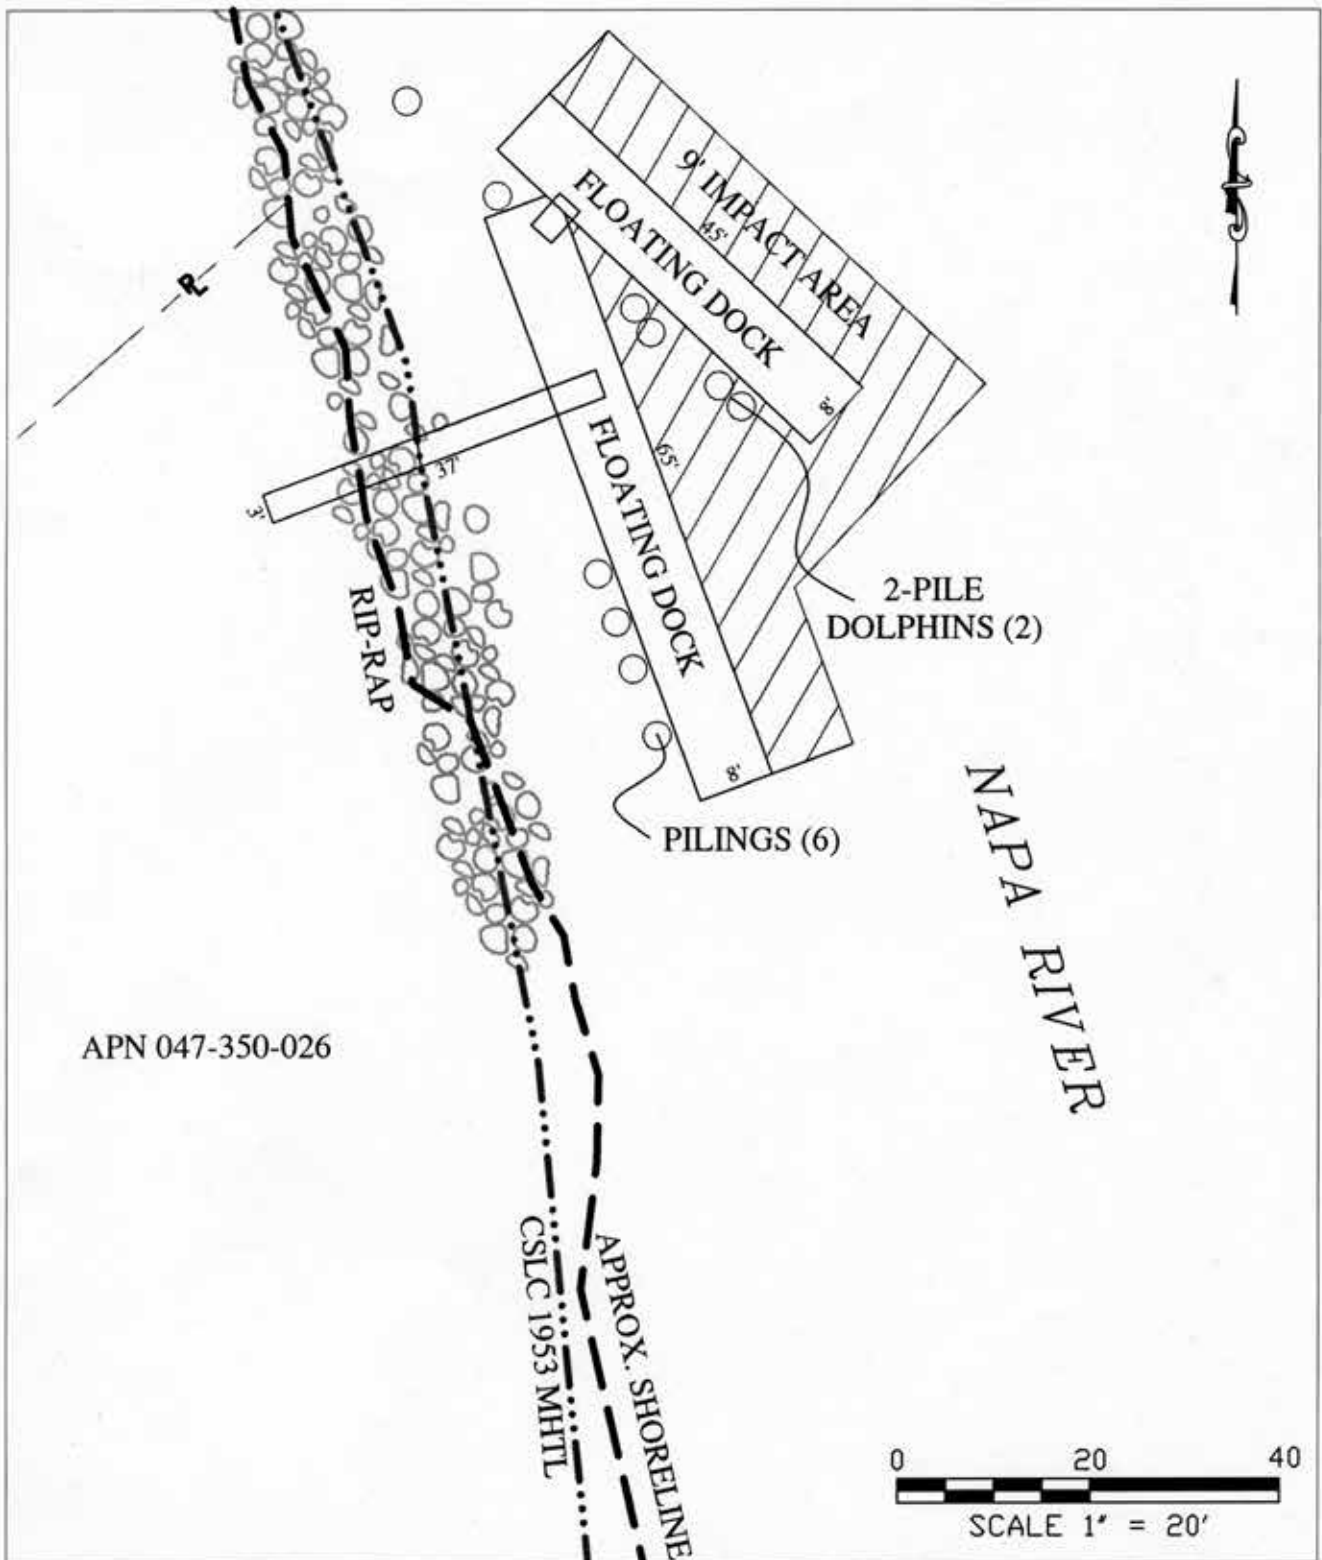 9' IMPACT AREA
FLOATING DOCK
45'
8'
PL
FLOATING DOCK
65'
8'
37'
3'
RIP-RAP
2-PILE
DOLPHINS (2)
PILINGS (6)
NAPA RIVER
APN 047-350-026
CSLC 1953 MHTL
APPROX. SHORELINE
0 20 40
SCALE 1" = 20'